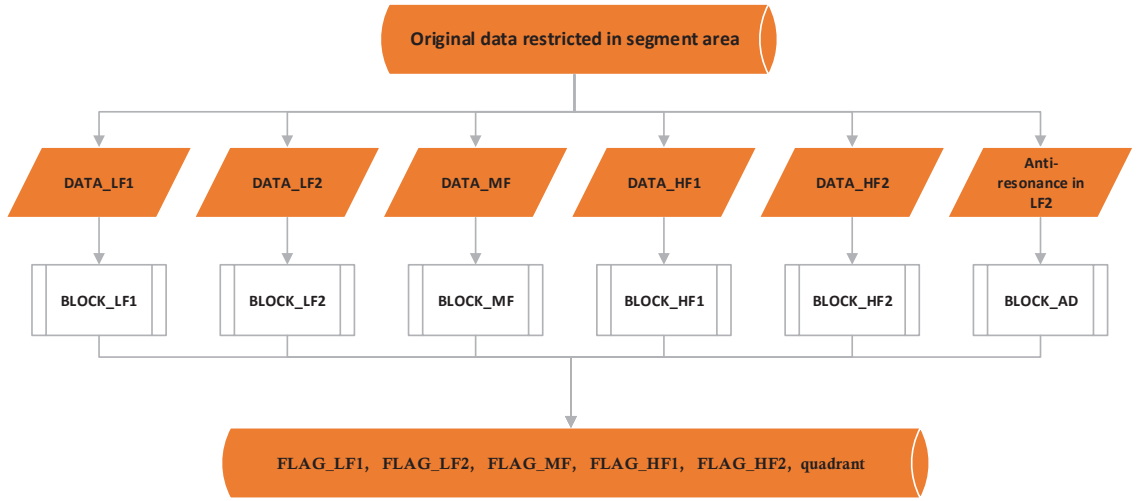 Original data restricted in segment area
DATA_LF1
DATA_LF2
DATA_MF
DATA_HF1
DATA_HF2
Anti-
resonance in
LF2
BLOCK_LF1
BLOCK_LF2
BLOCK_MF
BLOCK_HF1
BLOCK_HF2
BLOCK_AD
FLAG_LF1, FLAG_LF2, FLAG_MF, FLAG_HF1, FLAG_HF2, quadrant